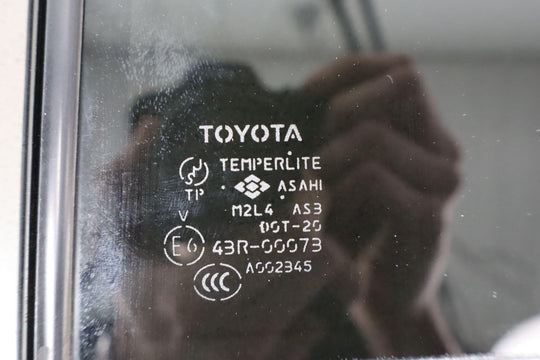 TOYOTA
TEMPERLITE
TP
ASAHI
M2L4 AS3
DOT-20
V
E6 43R-00073
A002345
CCC